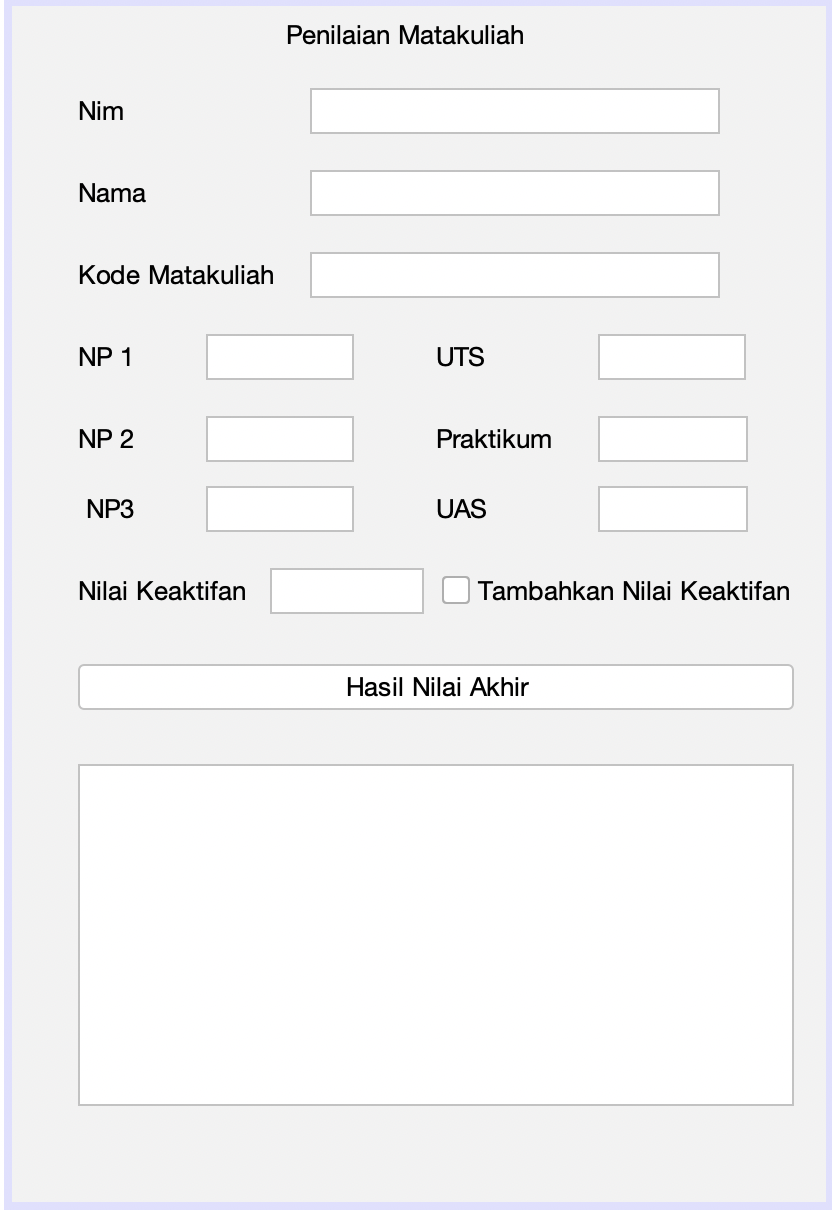 Penilaian Matakuliah
Nim
Nama
Kode Matakuliah
NP 1 UTS
NP 2 Praktikum
NP3 UAS
Nilai Keaktifan Tambahkan Nilai Keaktifan
Hasil Nilai Akhir